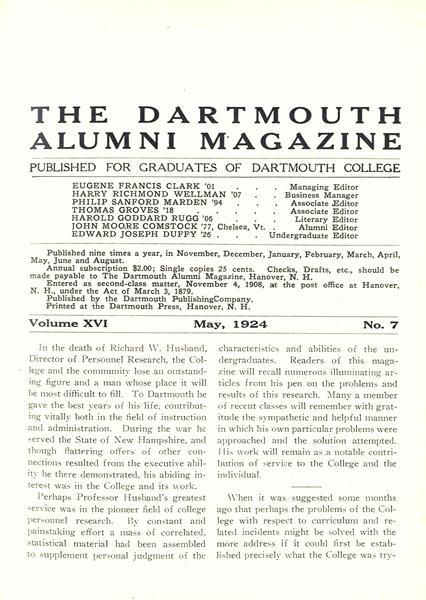 THE DARTMOUTH
ALUMNI MAGAZINE
PUBLISHED FOR GRADUATES OF DARTMOUTH COLLEGE
EUGENE FRANCIS CLARK '01 . . Managing Editor
HARRY RICHMOND WELLMAN '07 . . Business Manager
PHILIP SANFORD MARDEN '94 . . Associate Editor
THOMAS GROVES '18 . . . Associate Editor
HAROLD GODDARD RUGG '06 . . Literary Editor
JOHN MOORE COMSTOCK '77, Chelsea, Vt. . Alumni Editor
EDWARD JOSEPH DUFFY '26 . . . Undergraduate Editor
Published nine times a year, in November, December, January, February, March, April,
May, June and August.
Annual subscription $2.00; Single copies 25 cents. Checks, Drafts, etc., should be
made payable to The Dartmouth Alumni Magazine, Hanover, N. H.
Entered as second-class matter, November 4, 1908, at the post office at Hanover,
N. H., under the Act of March 3, 1879.
Published by the Dartmouth PublishingCompany.
Printed at the Dartmouth Press, Hanover, N. H.
Volume XVI May, 1924 No. 7
In the death of Richard W. Husband,
Director of Personnel Research, the Col-
lege and the community lose an outstand-
ing figure and a man whose place it will
be most difficult to fill. To Dartmouth he
gave the best years of his life, contribut-
ing vitally both in the field of instruction
and administration. During the war he
served the State of New Hampshire, and
though flattering offers of other con-
nections resulted from the executive abil-
ity he there demonstrated, his abiding in-
terest was in the College and its work.
Perhaps Professor Husband's greatest
service was in the pioneer field of college
personnel research. By constant and
painstaking effort a mass of correlated,
statistical material had been assembled
to supplement personal judgment of the
characteristics and abilities of the un-
dergraduates. Readers of this maga-
zine will recall numerous illuminating ar-
ticles from his pen on the problems and
results of this research. Many a member
of recent classes will remember with grat-
itude the sympathetic and helpful manner
in which his own particular problems were
approached and the solution attempted.
His work will remain as a notable contri-
bution of service to the College and the
individual.
When it was suggested some months
ago that perhaps the problems of the Col-
lege with respect to curriculum and re-
lated incidents might be solved with the
more address if it could first be estab-
lished precisely what the College was try-